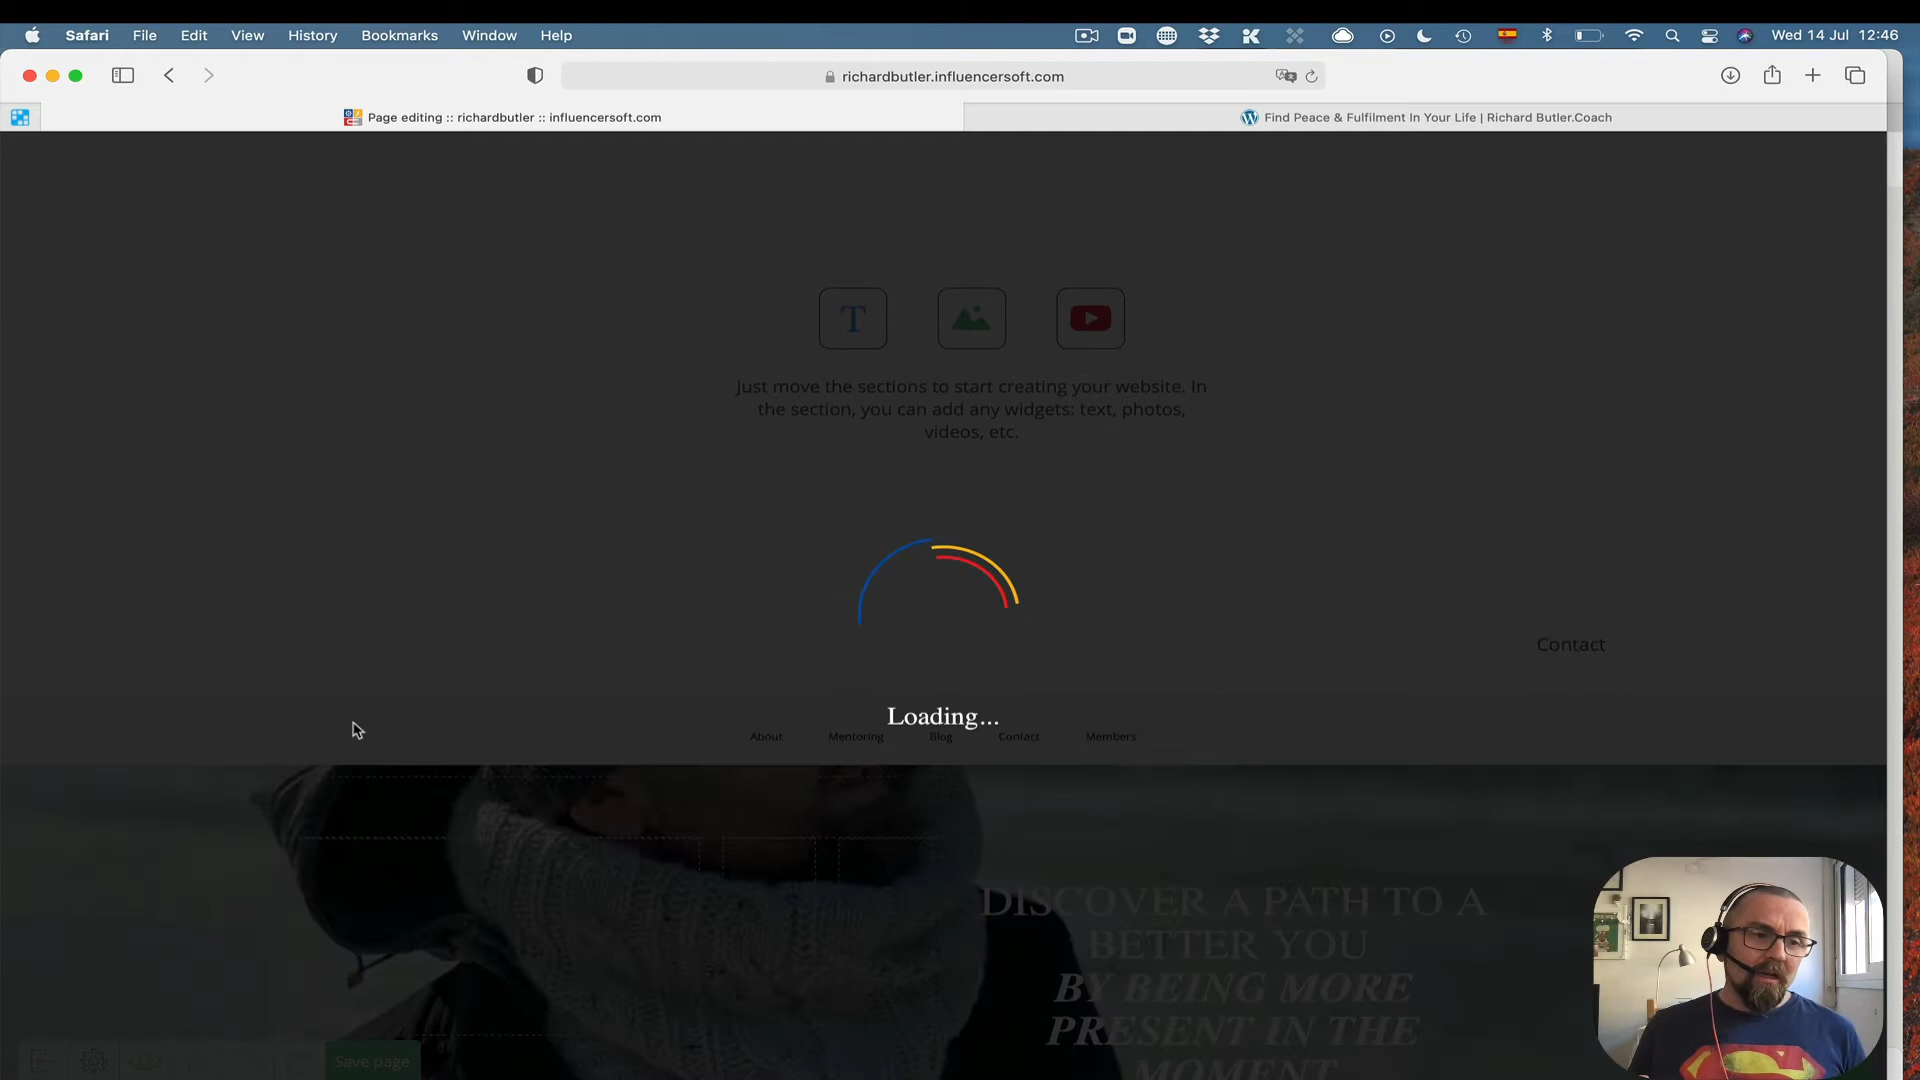 Safari File Edit View History Bookmarks Window Help Wed 14 Jul 12:46
richardbutler.influencersoft.com
Page editing :: richardbutler :: influencersoft.com
Find Peace & Fulfilment In Your Life | Richard Butler.Coach
T
Just move the sections to start creating your website. In
the section, you can add any widgets: text, photos,
videos, etc.
Contact
Loading...
About Mentoring Blog Contact Members
DISCOVER A PATH TO A
BETTER YOU
BY BEING MORE
PRESENT IN THE
MOMENT
Save page